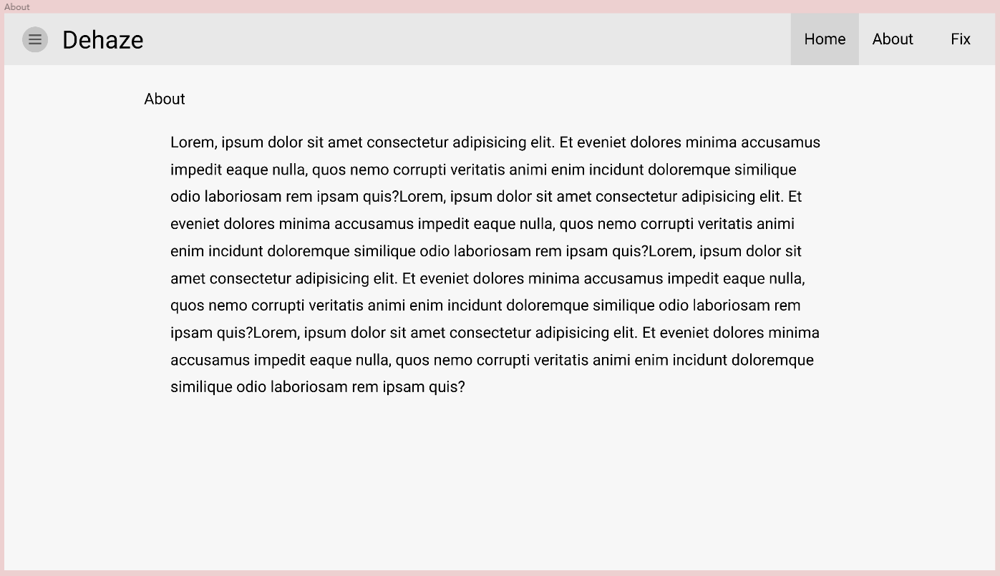 About
Dehaze
Home
About
Fix
About
Lorem, ipsum dolor sit amet consectetur adipisicing elit. Et eveniet dolores minima accusamus
impedit eaque nulla, quos nemo corrupti veritatis animi enim incidunt doloremque similique
odio laboriosam rem ipsam quis?Lorem, ipsum dolor sit amet consectetur adipisicing elit. Et
eveniet dolores minima accusamus impedit eaque nulla, quos nemo corrupti veritatis animi
enim incidunt doloremque similique odio laboriosam rem ipsam quis?Lorem, ipsum dolor sit
amet consectetur adipisicing elit. Et eveniet dolores minima accusamus impedit eaque nulla,
quos nemo corrupti veritatis animi enim incidunt doloremque similique odio laboriosam rem
ipsam quis?Lorem, ipsum dolor sit amet consectetur adipisicing elit. Et eveniet dolores minima
accusamus impedit eaque nulla, quos nemo corrupti veritatis animi enim incidunt doloremque
similique odio laboriosam rem ipsam quis?